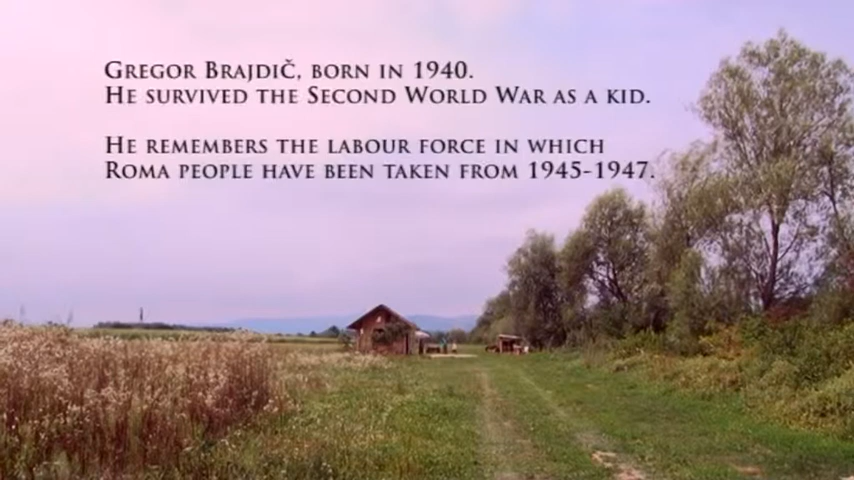 Gregor Brajdič, born in 1940.
He survived the Second World War as a kid.
He remembers the labour force in which
Roma people have been taken from 1945-1947.